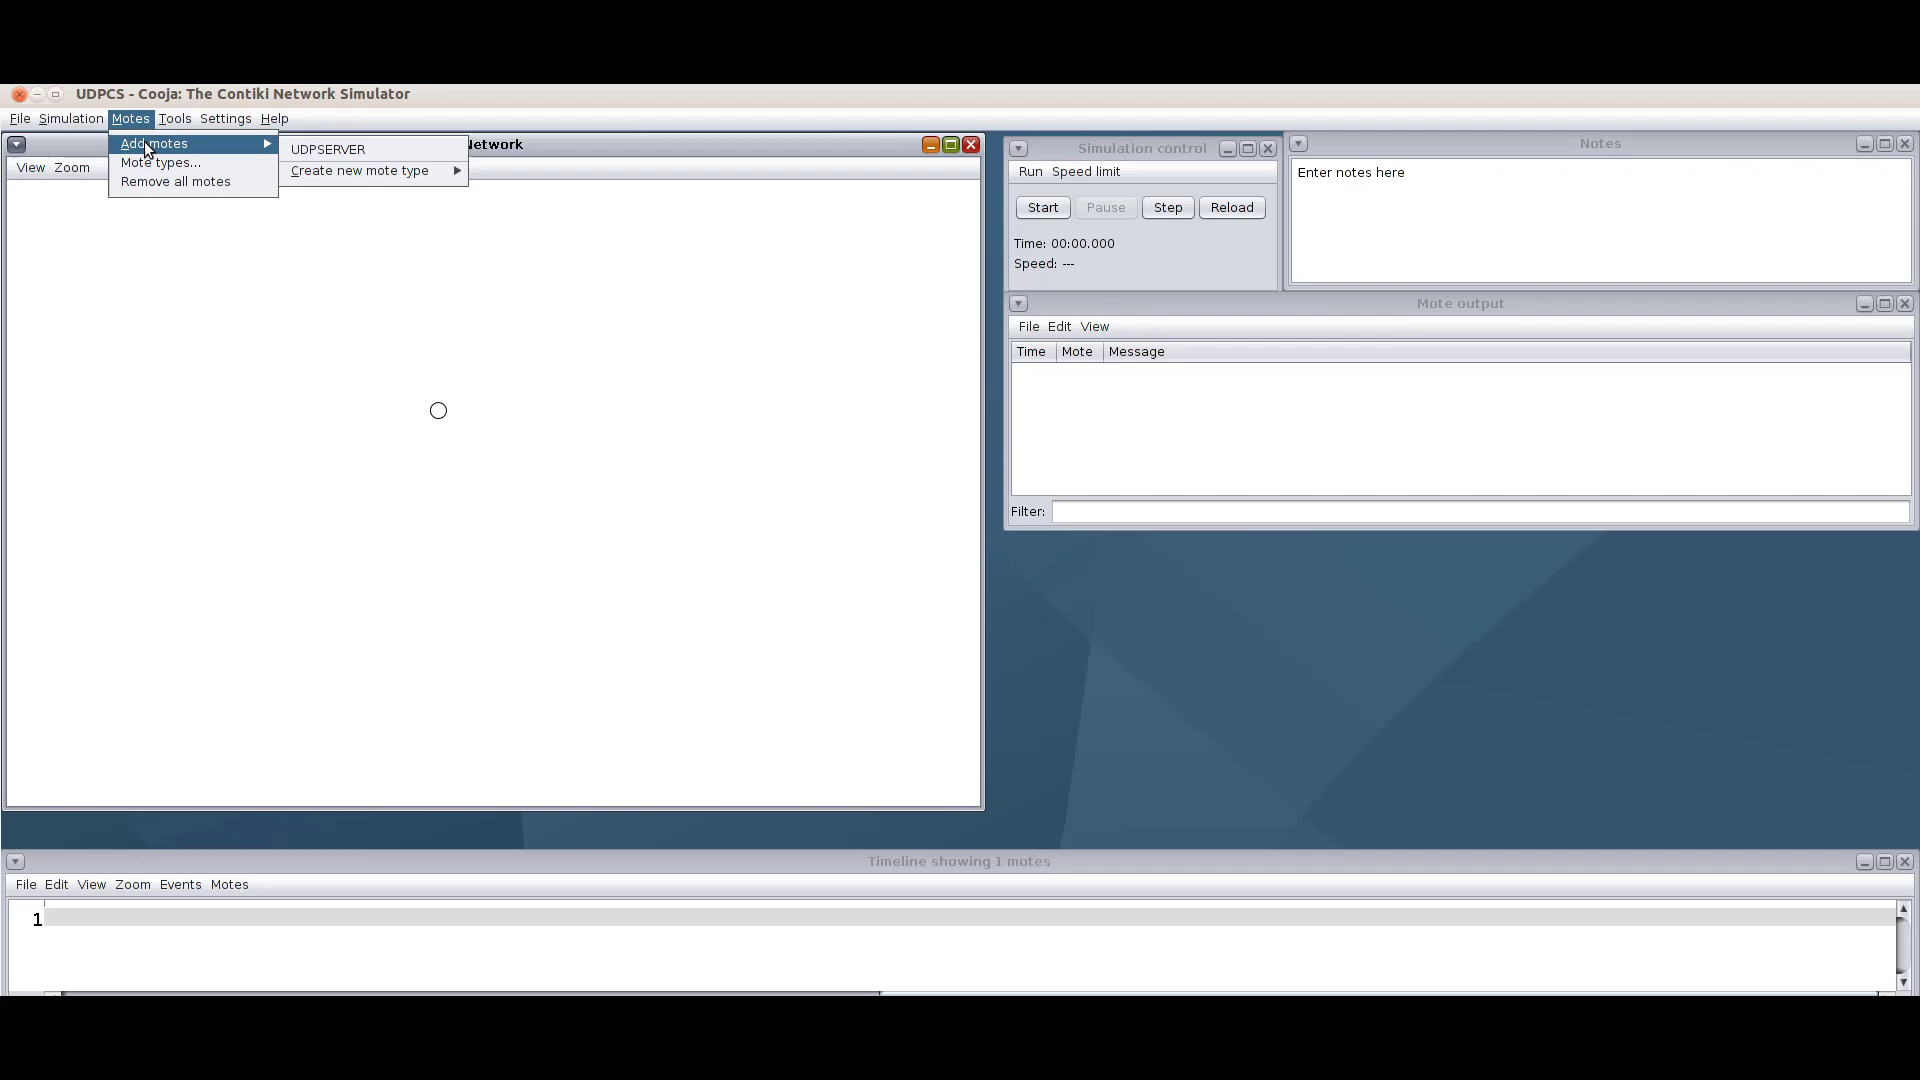 UDPCS - Cooja: The Contiki Network Simulator
File Simulation Motes Tools Settings Help
Add motes
Mote types...
Remove all motes
UDPSERVER
Create new mote type
Network
View Zoom
Simulation control
Run Speed limit
Start Pause Step Reload
Time: 00:00.000
Speed: ---
Notes
Enter notes here
Mote output
File Edit View
Time Mote Message
Filter:
Timeline showing 1 motes
File Edit View Zoom Events Motes
1